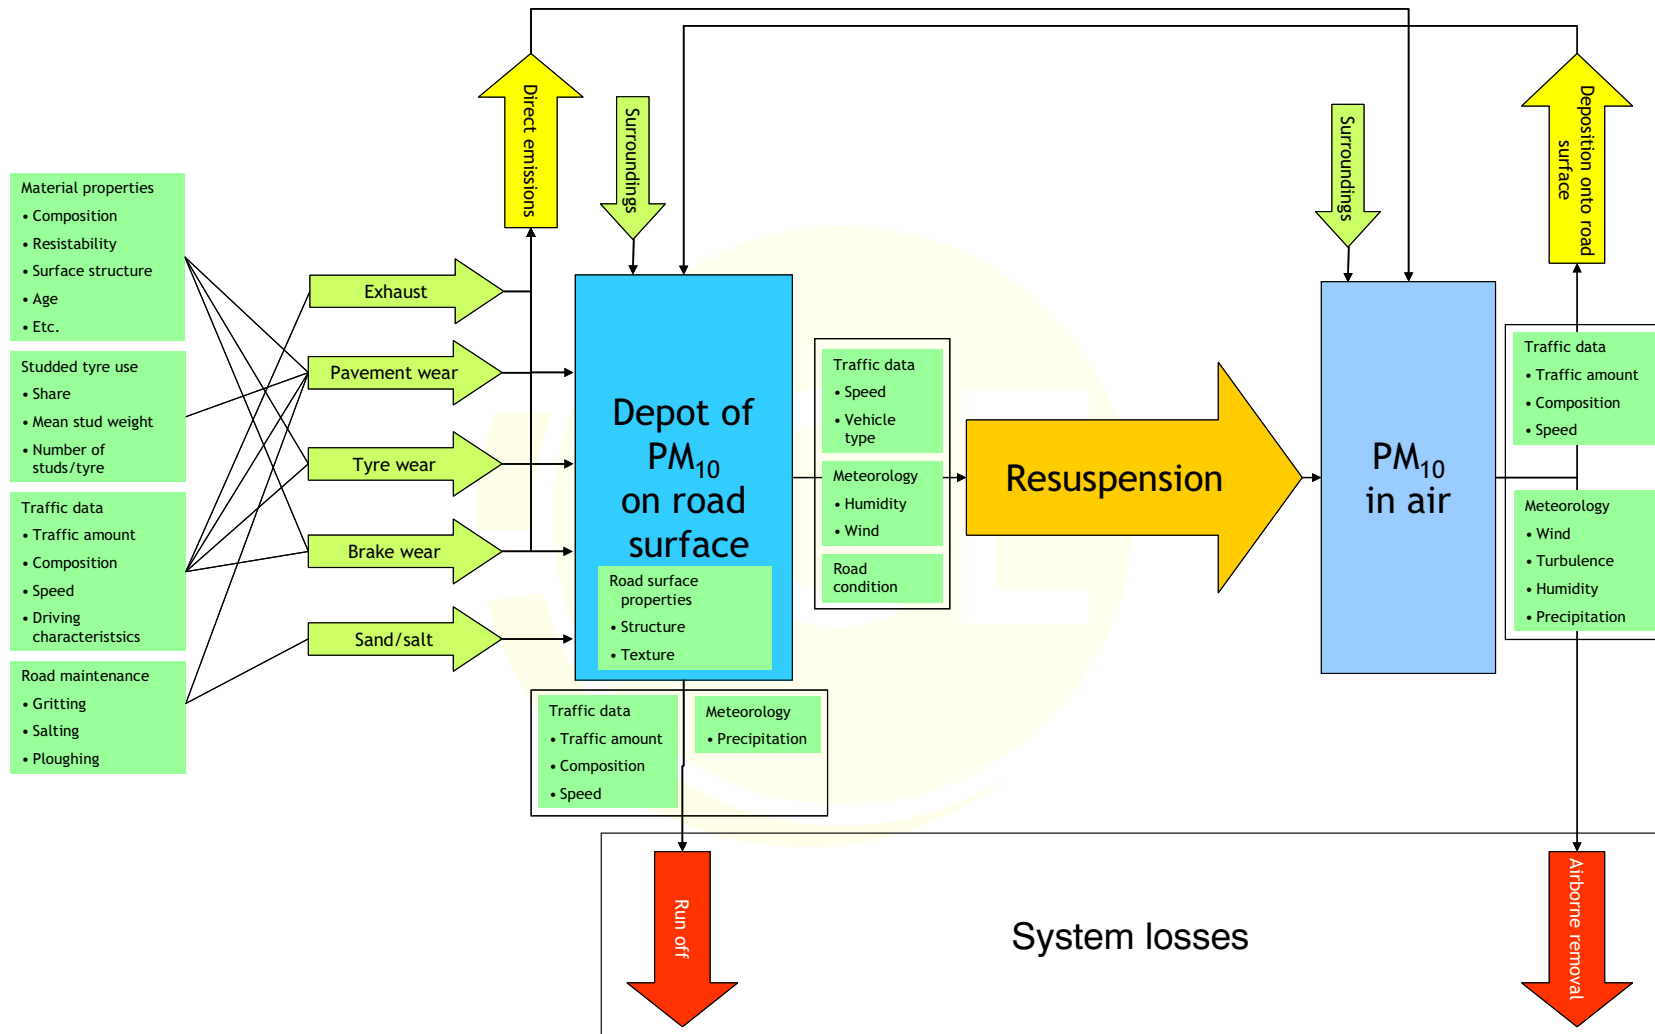 Direct emissions
Surroundings
Surroundings
Deposition onto road
surface
Material properties
• Composition
• Resistability
• Surface structure
• Age
• Etc.
Studded tyre use
• Share
• Mean stud weight
• Number of
studs/tyre
Traffic data
• Traffic amount
• Composition
• Speed
• Driving
characteristsics
Road maintenance
• Gritting
• Salting
• Ploughing
Exhaust
Pavement wear
Tyre wear
Brake wear
Sand/salt
Depot of
PM10
on road
surface
Road surface
properties
• Structure
• Texture
Traffic data
• Speed
• Vehicle
type
Meteorology
• Humidity
• Wind
Road
condition
Resuspension
PM10
in air
Traffic data
• Traffic amount
• Composition
• Speed
Meteorology
• Wind
• Turbulence
• Humidity
• Precipitation
Traffic data
• Traffic amount
• Composition
• Speed
Meteorology
• Precipitation
Run off
System losses
Airborne removal